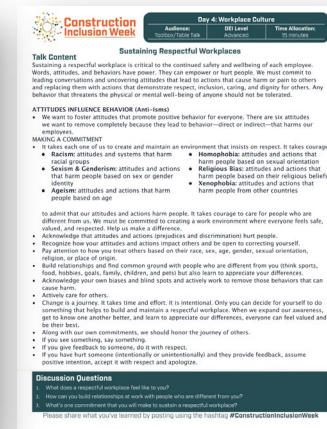 Construction
Inclusion Week
Day 4: Workplace Culture
Audience:
Toolbox/Table Talk
DEI Level
Advanced
Time Allocation:
15 minutes
Sustaining Respectful Workplaces
Talk Content
Sustaining a respectful workplace is critical to the continued safety and wellbeing of each employee.
Words, attitudes, and behaviors have power. They can empower or hurt people. We must commit to
leading conversations and uncovering attitudes that lead to actions that cause harm or pain to others
and replacing them with actions that demonstrate respect, inclusion, caring, and dignity for others. Any
behavior that threatens the physical or mental well-being of anyone should not be tolerated.
ATTITUDES INFLUENCE BEHAVIOR (Anti-isms)
• We want to foster attitudes that promote positive behavior for everyone. There are six attitudes
we want to remove completely because they lead to behavior—direct or indirect—that harms our
employees.
MAKING A COMMITMENT
• It takes each one of us to create and maintain an environment that insists on respect. It takes courage
• Racism: attitudes and systems that harm
racial groups
• Sexism & Genderism: attitudes and actions
that harm people based on sex or gender
identity
• Ageism: attitudes and actions that harm
people based on age
• Homophobia: attitudes and actions that
harm people based on sexual orientation
• Religious Bias: attitudes and actions that
harm people based on their religious beliefs
• Xenophobia: attitudes and actions that
harm people from other countries
to admit that our attitudes and actions harm people. It takes courage to care for people who are
different from us. We must be committed to creating a work environment where everyone feels safe,
valued, and respected. Help us make a difference.
• Acknowledge that attitudes and actions (prejudices and discrimination) hurt people.
• Recognize how your attitudes and actions impact others and be open to correcting yourself.
• Pay attention to how you treat others based on their race, sex, age, gender, sexual orientation,
religion, or place of origin.
• Build relationships and find common ground with people who are different from you (think sports,
food, hobbies, goals, family, children, and pets) but also learn to appreciate your differences.
• Acknowledge your own biases and blind spots and actively work to remove those behaviors that can
cause harm.
• Actively care for others.
• Change is a journey. It takes time and effort. It is intentional. Only you can decide for yourself to do
something that helps to build and maintain a respectful workplace. When we expand our awareness,
get to know one another better, and learn to appreciate our differences, everyone can feel valued and
be their best.
• Along with our own commitments, we should honor the journey of others.
• If you see something, say something.
• If you give feedback to someone, do it with respect.
• If you have hurt someone (intentionally or unintentionally) and they provide feedback, assume
positive intention, accept it with respect and apologize.
Discussion Questions
1. What does a respectful workplace feel like to you?
2. How can you build relationships at work with people who are different from you?
3. What's one commitment that you will make to sustain a respectful workplace?
Please share what you've learned by posting using the hashtag #ConstructionInclusionWeek